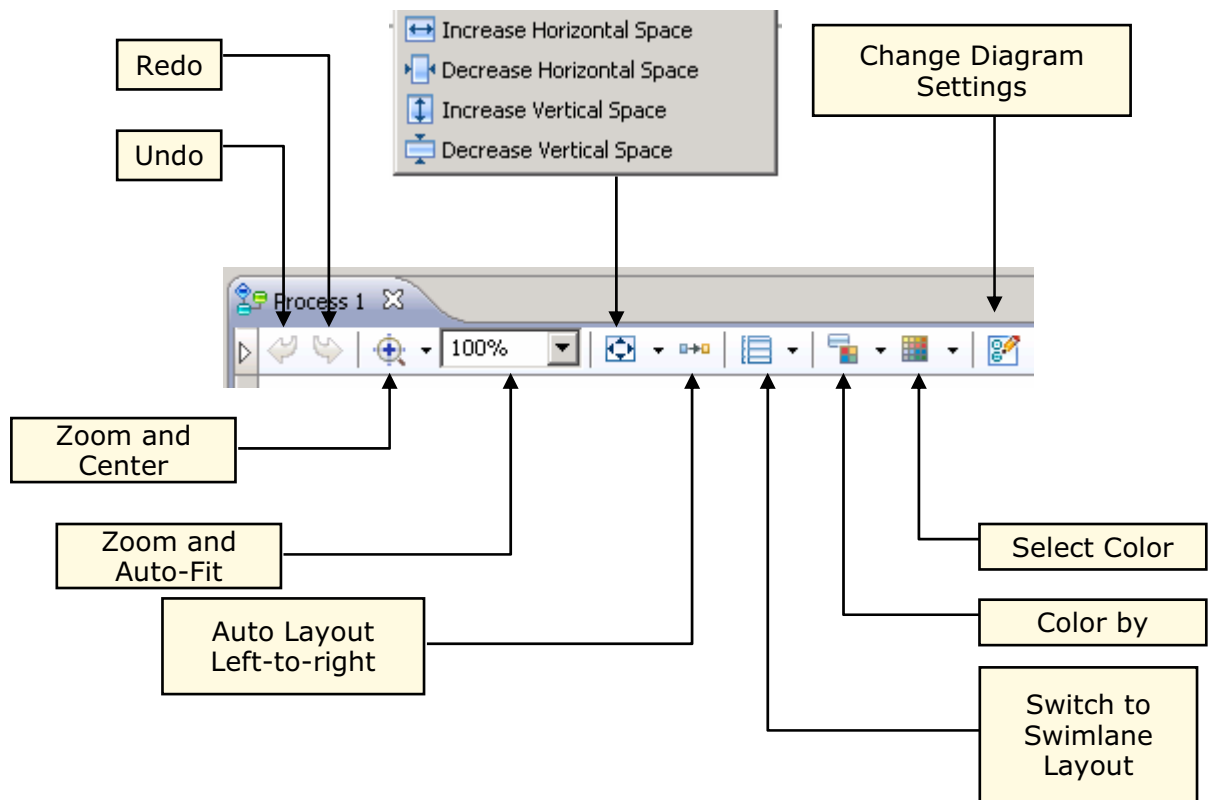 Increase Horizontal Space
Decrease Horizontal Space
Increase Vertical Space
Decrease Vertical Space
Redo
Undo
Change Diagram
Settings
Process 1
100%
Zoom and
Center
Zoom and
Auto-Fit
Auto Layout
Left-to-right
Select Color
Color by
Switch to
Swimlane
Layout